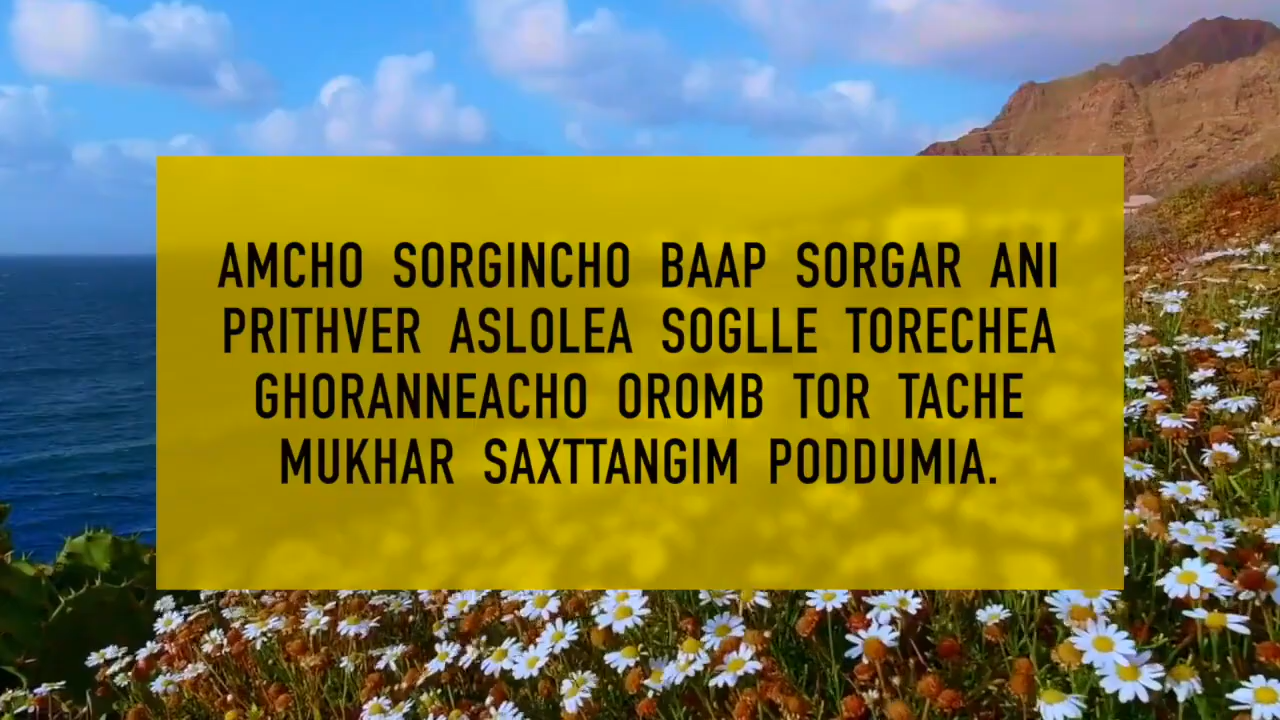 AMCHO SORGINCHO BAAP SORGAR ANI
PRITHVER ASLOLEA SOGLLE TORECHEA
GHORANNEACHO OROMB TOR TACHE
MUKHAR SAXTTANGIM PODDUMIA.